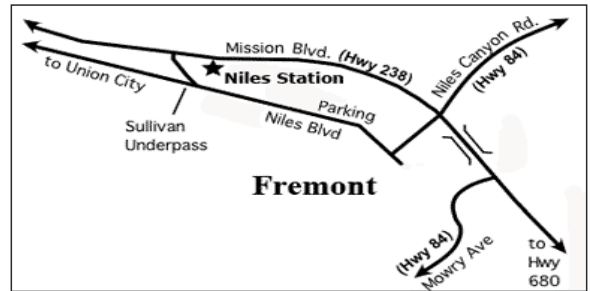 Mission Blvd. (Hwy 238)
Niles Canyon Rd.
(Hwy 84)
to Union City
Niles Station
Parking
Niles Blvd
Sullivan
Underpass
Fremont
(Hwy 84)
Mowry Ave
to
Hwy
680